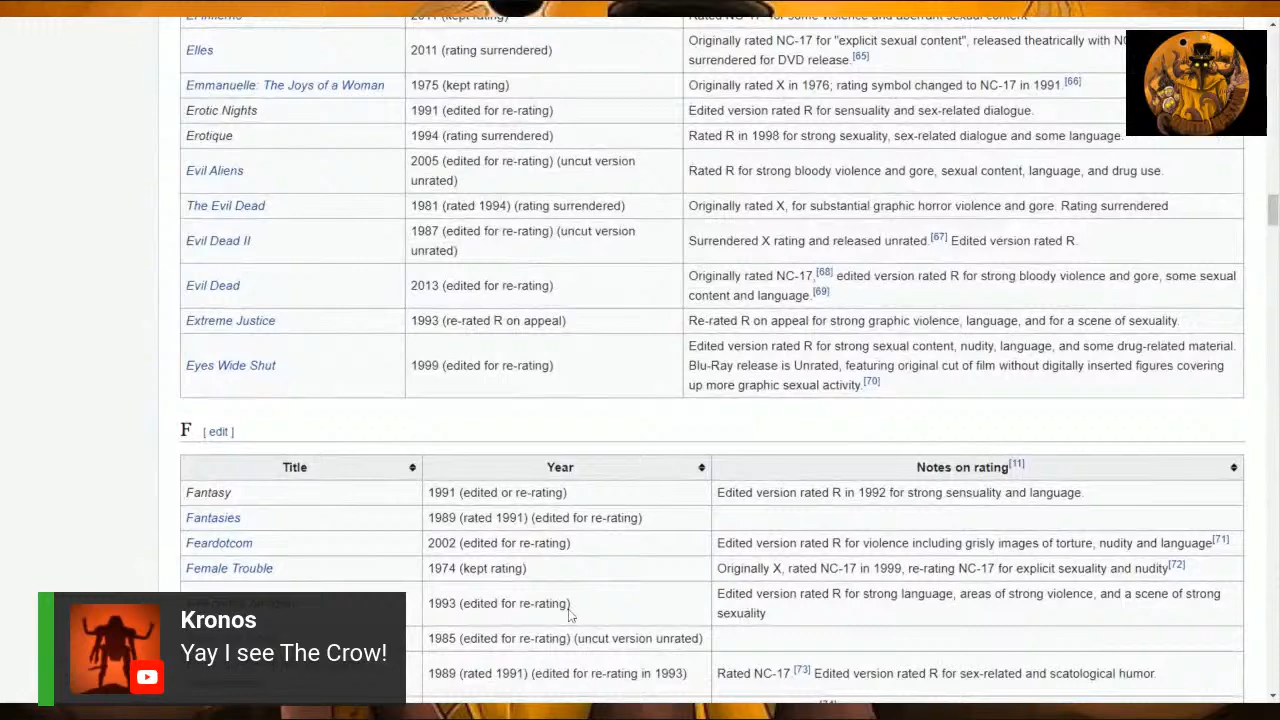 Elles 2011 (rating surrendered) Originally rated NC-17 for "explicit sexual content", released theatrically with NC
surrendered for DVD release.[65]
Emmanuelle: The Joys of a Woman 1975 (kept rating) Originally rated X in 1976; rating symbol changed to NC-17 in 1991.[66]
Erotic Nights 1991 (edited for re-rating) Edited version rated R for sensuality and sex-related dialogue.
Erotique 1994 (rating surrendered) Rated R in 1998 for strong sexuality, sex-related dialogue and some language.
Evil Aliens 2005 (edited for re-rating) (uncut version
unrated) Rated R for strong bloody violence and gore, sexual content, language, and drug use.
The Evil Dead 1981 (rated 1994) (rating surrendered) Originally rated X, for substantial graphic horror violence and gore. Rating surrendered
Evil Dead II 1987 (edited for re-rating) (uncut version
unrated) Surrendered X rating and released unrated.[67] Edited version rated R.
Evil Dead 2013 (edited for re-rating) Originally rated NC-17,[68] edited version rated R for strong bloody violence and gore, some sexual
content and language.[69]
Extreme Justice 1993 (re-rated R on appeal) Re-rated R on appeal for strong graphic violence, language, and for a scene of sexuality.
Eyes Wide Shut 1999 (edited for re-rating) Edited version rated R for strong sexual content, nudity, language, and some drug-related material.
Blu-Ray release is Unrated, featuring original cut of film without digitally inserted figures covering
up more graphic sexual activity.[70]
F [ edit ]
Title Year Notes on rating[11]
Fantasy 1991 (edited or re-rating) Edited version rated R in 1992 for strong sensuality and language.
Fantasies 1989 (rated 1991) (edited for re-rating)
Feardotcom 2002 (edited for re-rating) Edited version rated R for violence including grisly images of torture, nudity and language[71]
Female Trouble 1974 (kept rating) Originally X, rated NC-17 in 1999, re-rating NC-17 for explicit sexuality and nudity[72]
1993 (edited for re-rating) Edited version rated R for strong language, areas of strong violence, and a scene of strong
sexuality
1985 (edited for re-rating) (uncut version unrated)
1989 (rated 1991) (edited for re-rating in 1993) Rated NC-17.[73] Edited version rated R for sex-related and scatological humor.
Kronos
Yay I see The Crow!